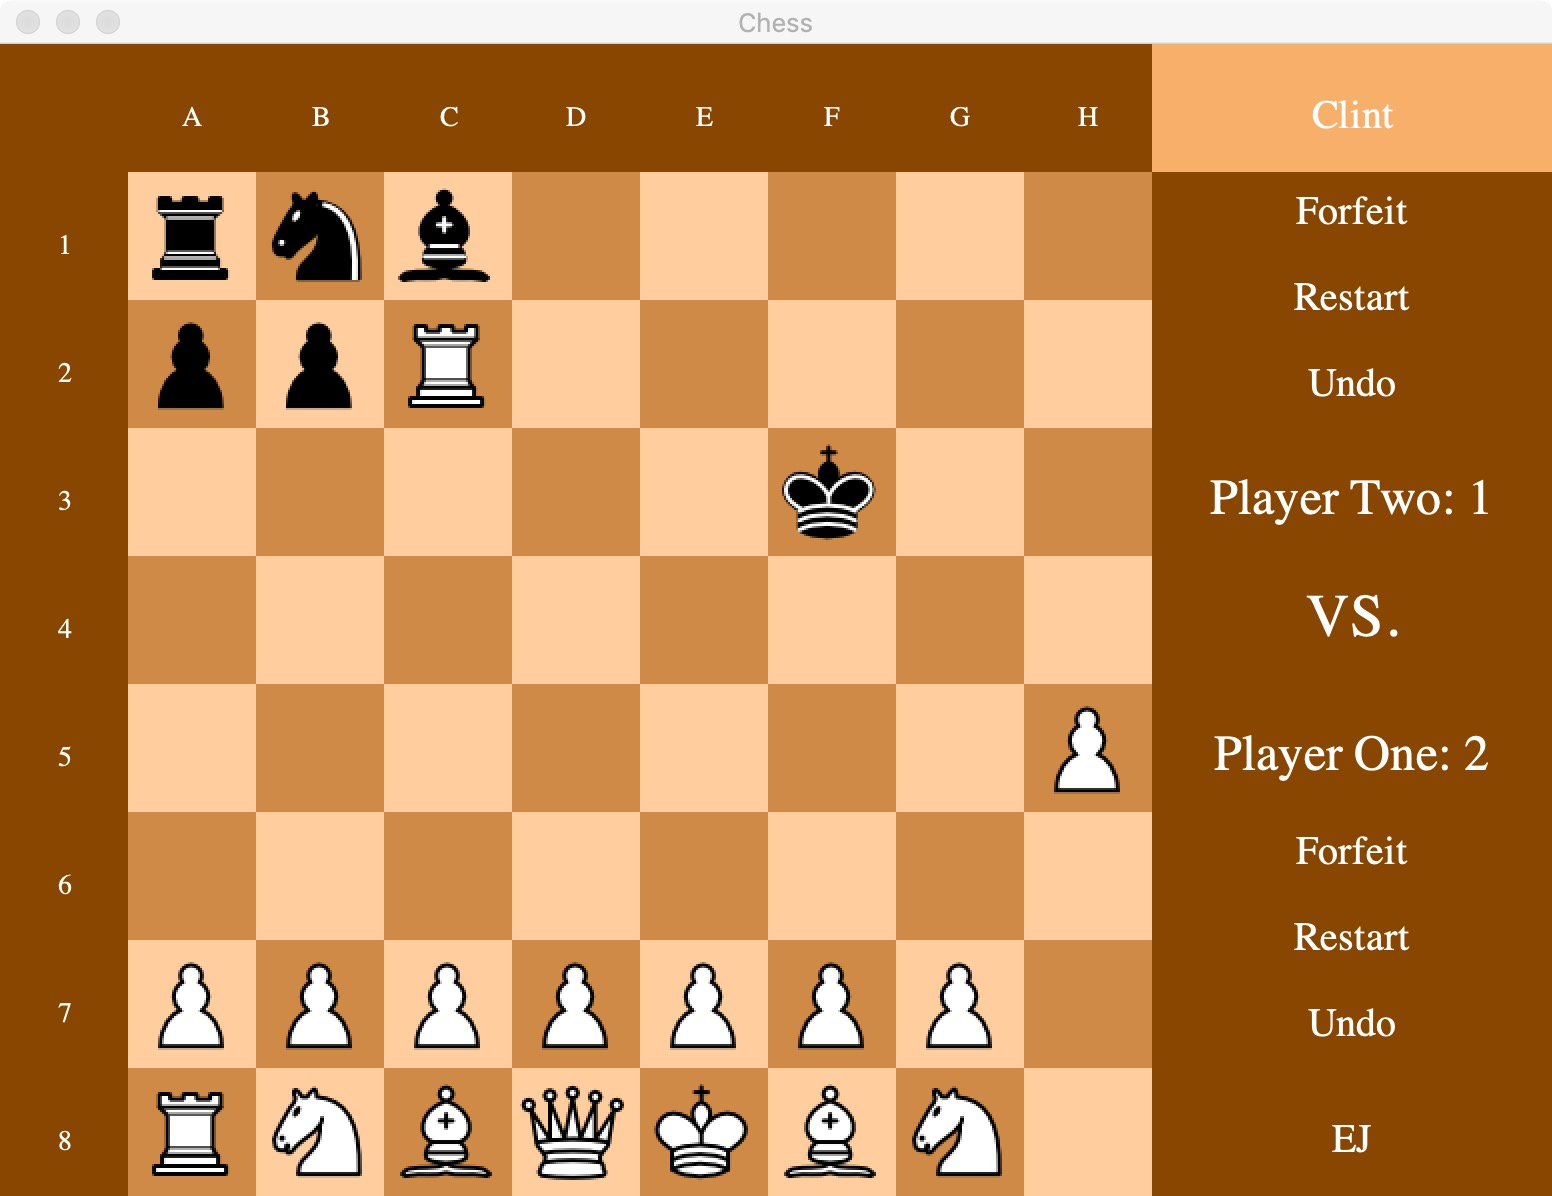 Chess
A B C D E F G H
Clint
1
Forfeit
Restart
2
Undo
3
Player Two: 1
4
VS.
5
Player One: 2
6
Forfeit
Restart
7
Undo
8
EJ